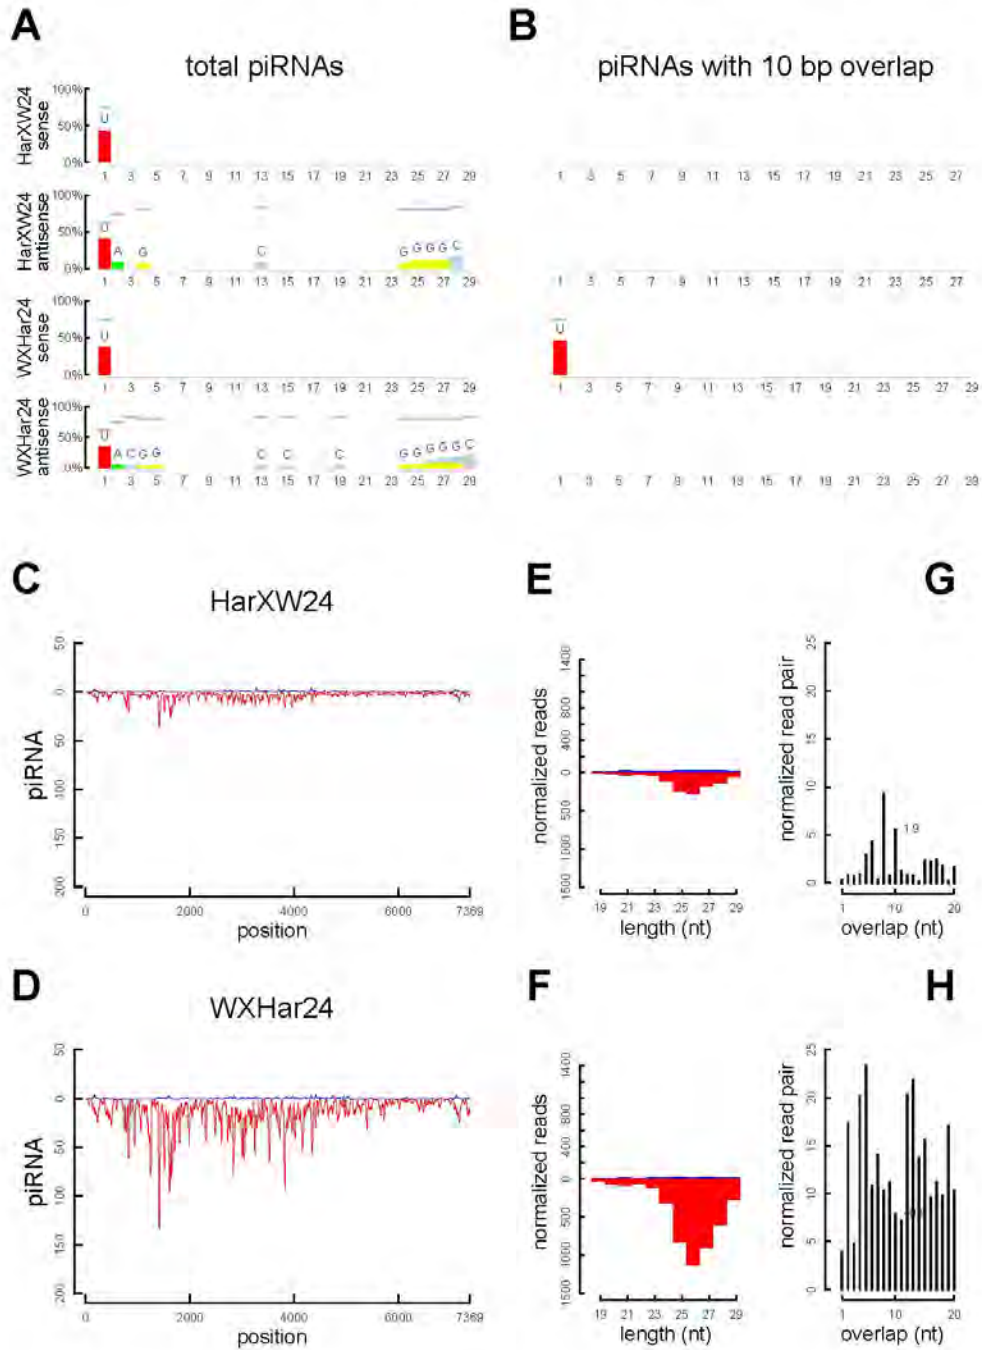 A
B
total piRNAs
piRNAs with 10 bp overlap
HarXW24
sense
100%
50%
0%
U
1 3 5 7 9 11 13 15 17 19 21 23 25 27 29
1 3 5 7 9 11 13 15 17 19 21 23 25 27
HarXW24
antisense
100%
50%
0%
U A G C G G G G C
1 3 5 7 9 11 13 15 17 19 21 23 25 27 29
1 3 5 7 9 11 13 15 17 19 21 23 25 27
WXHar24
sense
100%
50%
0%
U
U
1 3 5 7 9 11 13 15 17 19 21 23 25 27 29
1 3 5 7 9 11 13 15 17 19 21 23 25 27 29
WXHar24
antisense
100%
50%
0%
U A C G G C C C G G G G G C
1 3 5 7 9 11 13 15 17 19 21 23 25 27 29
1 3 5 7 9 11 13 15 17 19 21 23 25 27 29
C
E
G
HarXW24
piRNA
50
0
50
100
150
200
0 2000 4000 6000 7369
position
normalized reads
1400
800
400
0
500
1000
1500
19 21 23 25 27 29
length (nt)
normalized read pair
25
20
15
10
5
0
19
1 10 20
overlap (nt)
D
F
H
WXHar24
piRNA
50
0
50
100
150
200
0 2000 4000 6000 7369
position
normalized reads
1400
800
400
0
500
1000
1500
19 21 23 25 27 29
length (nt)
normalized read pair
25
20
15
10
5
0
1 10 20
overlap (nt)